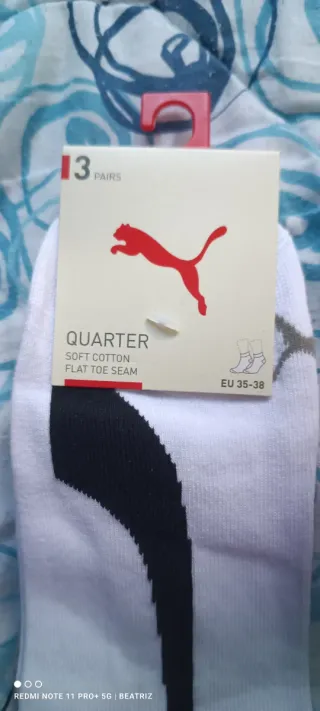 3 PAIRS
QUARTER
SOFT COTTON
FLAT TOE SEAM
EU 35-38
REDMI NOTE 11 PRO+ 5G | BEATRIZ